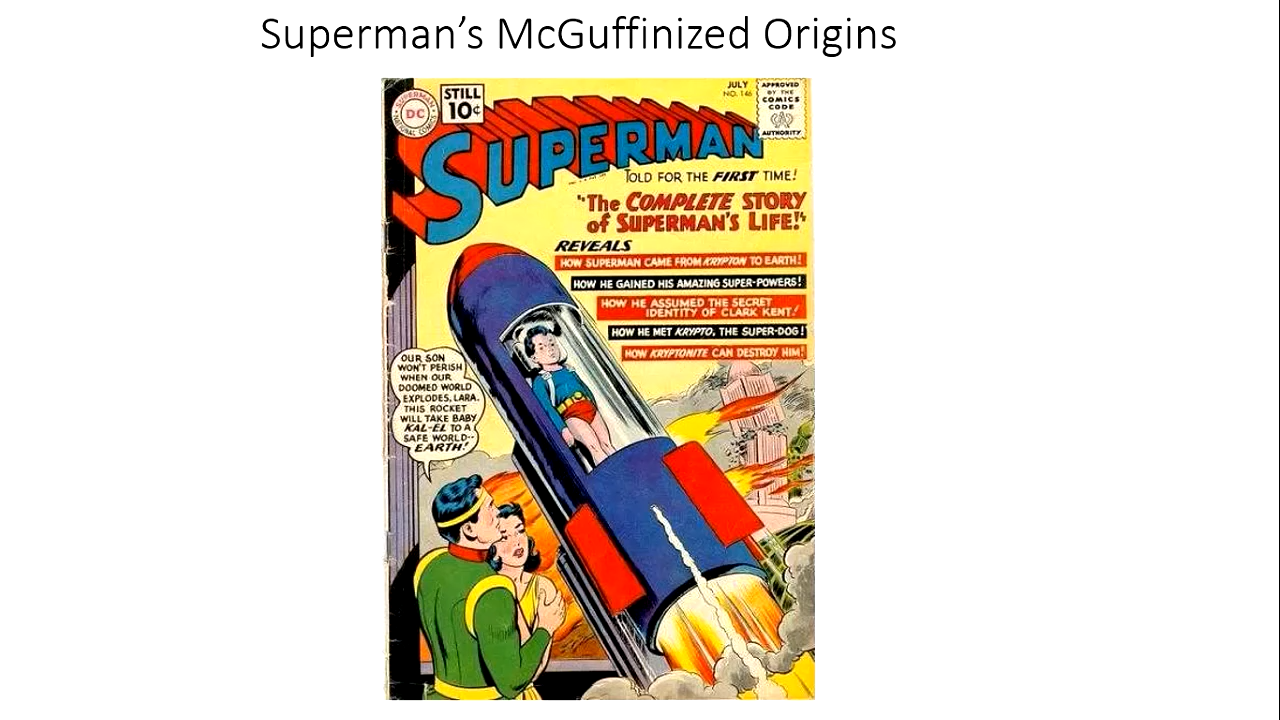 Superman’s McGuffinized Origins
SUPERMAN
DC
NATIONAL COMICS
STILL
10¢
JULY
NO. 146
APPROVED
BY THE
COMICS
CODE
AUTHORITY
SUPERMAN
TOLD FOR THE FIRST TIME!
"The COMPLETE STORY
of SUPERMAN'S LIFE!"
REVEALS
HOW SUPERMAN CAME FROM KRYPTON TO EARTH!
HOW HE GAINED HIS AMAZING SUPER-POWERS!
HOW HE ASSUMED THE SECRET
IDENTITY OF CLARK KENT!
HOW HE MET KRYPTO, THE SUPER-DOG!
HOW KRYPTONITE CAN DESTROY HIM!
OUR SON
WON'T PERISH
WHEN OUR
DOOMED WORLD
EXPLODES, LARA.
THIS ROCKET
WILL TAKE BABY
KAL-EL TO A
SAFE WORLD--
EARTH!